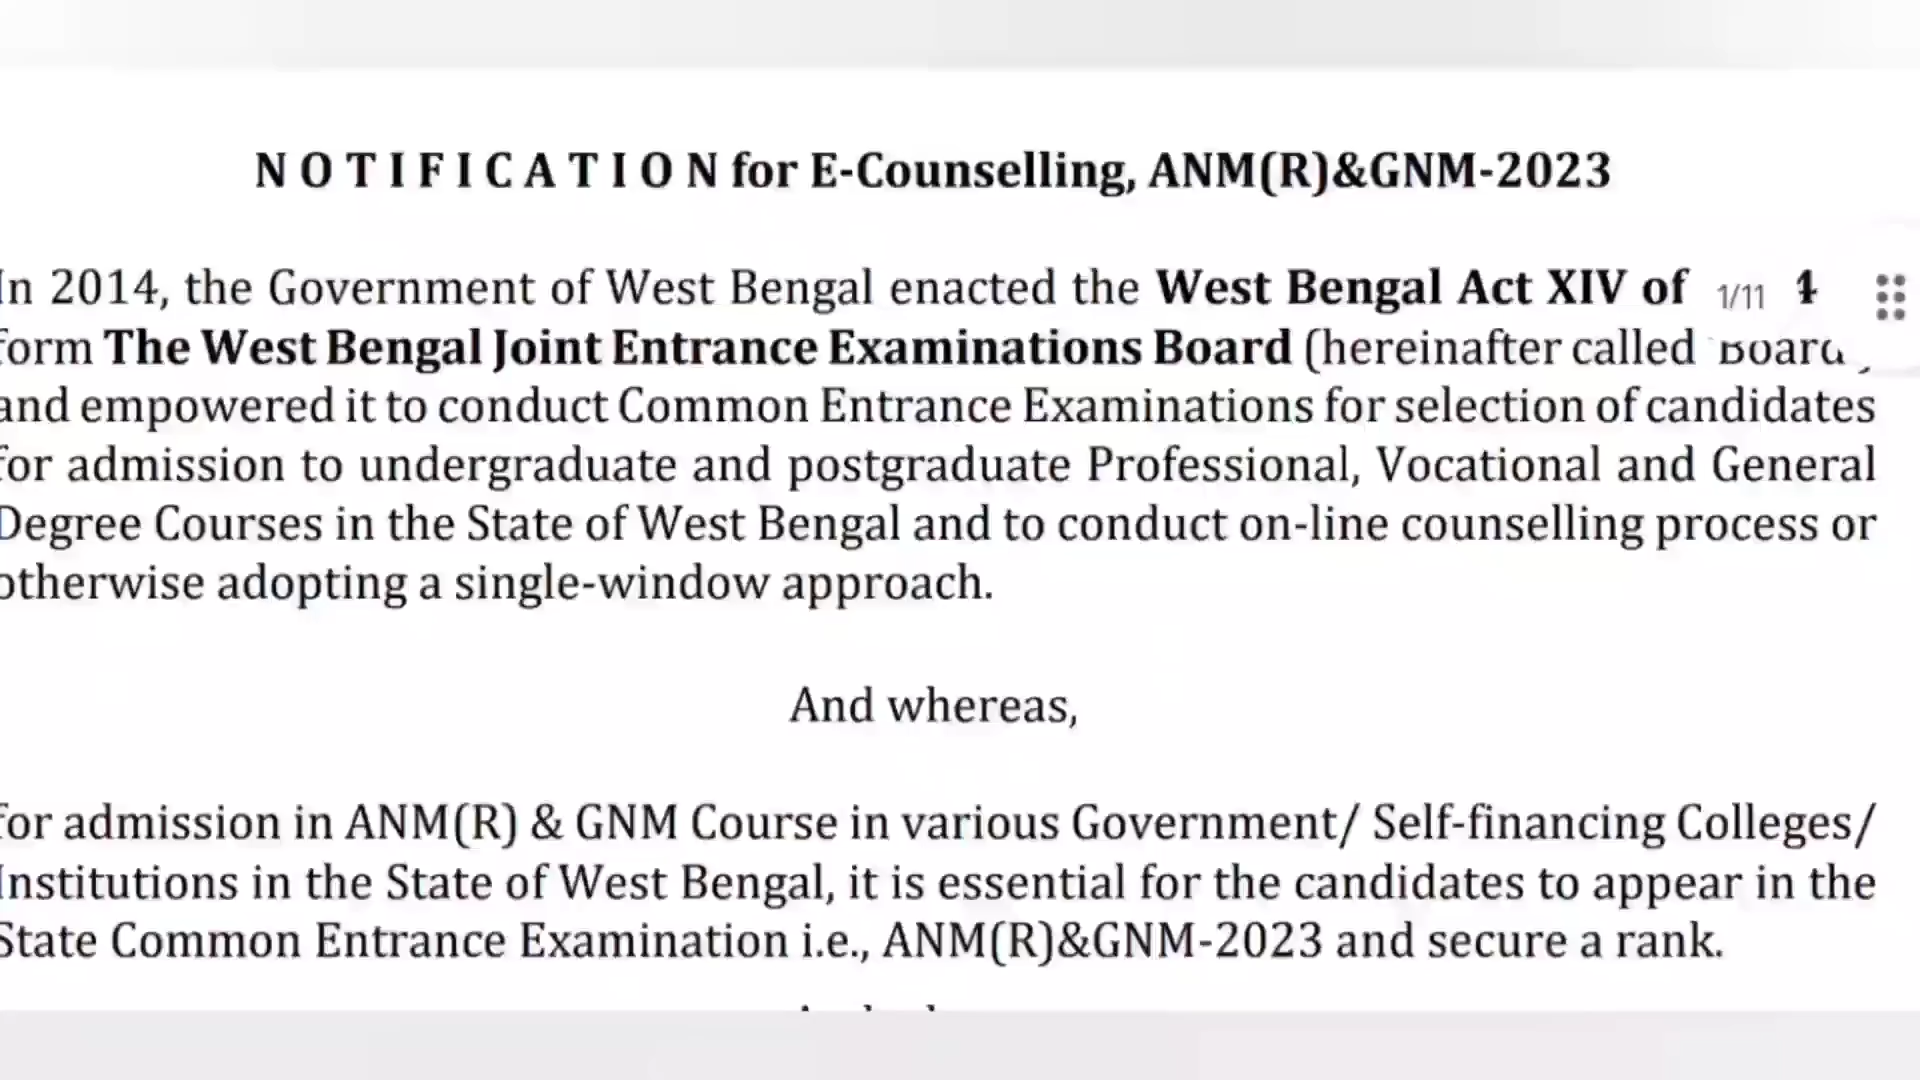 N O T I F I C A T I O N for E-Counselling, ANM(R)&GNM-2023
In 2014, the Government of West Bengal enacted the West Bengal Act XIV of 1/11 4
form The West Bengal Joint Entrance Examinations Board (hereinafter called Board
and empowered it to conduct Common Entrance Examinations for selection of candidates
for admission to undergraduate and postgraduate Professional, Vocational and General
Degree Courses in the State of West Bengal and to conduct on-line counselling process or
otherwise adopting a single-window approach.
And whereas,
for admission in ANM(R) & GNM Course in various Government/ Self-financing Colleges/
Institutions in the State of West Bengal, it is essential for the candidates to appear in the
State Common Entrance Examination i.e., ANM(R)&GNM-2023 and secure a rank.